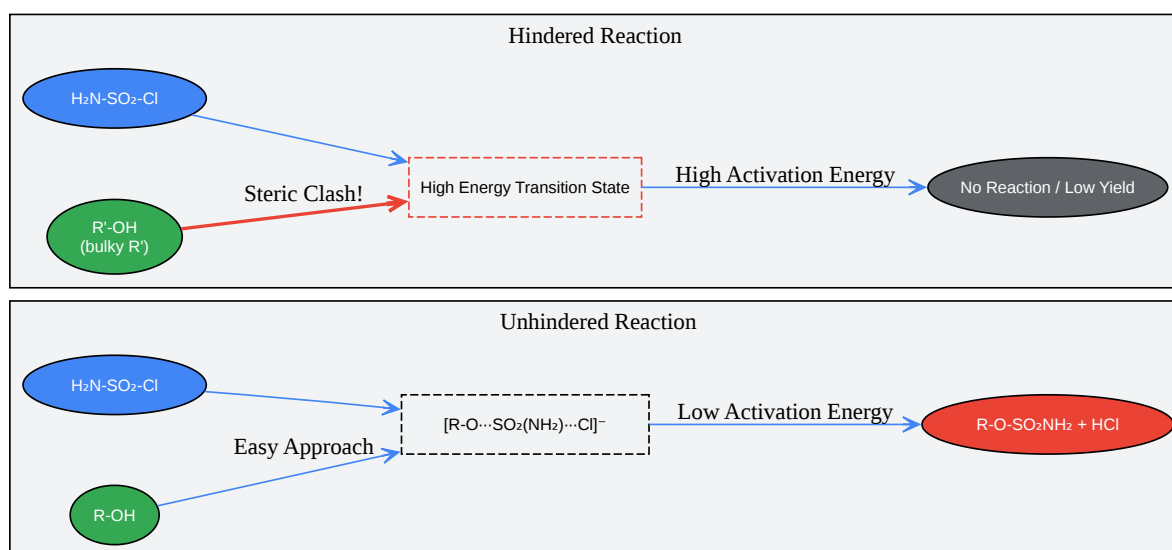 Hindered Reaction
H₂N-SO₂-Cl
Steric Clash!
R'-OH
(bulky R')
High Energy Transition State
High Activation Energy
No Reaction / Low Yield
Unhindered Reaction
H₂N-SO₂-Cl
Easy Approach
R-OH
[R-O···SO₂(NH₂)···Cl]⁻
Low Activation Energy
R-O-SO₂NH₂ + HCl